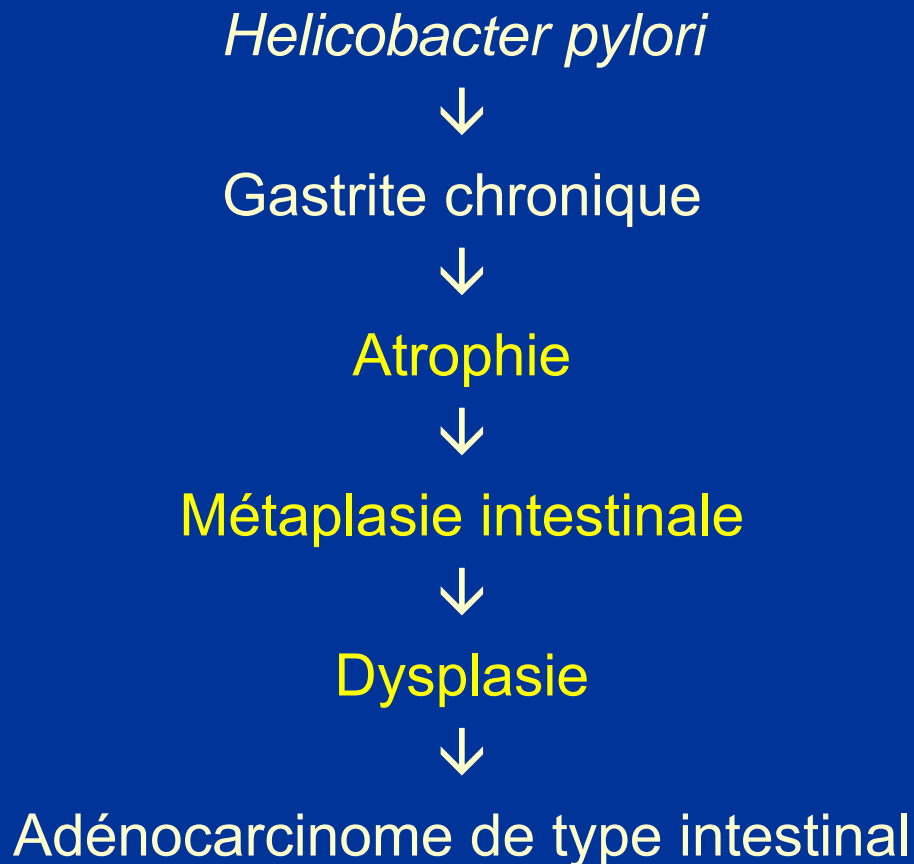 Helicobacter pylori
↓
Gastrite chronique
↓
Atrophie
↓
Métaplasie intestinale
↓
Dysplasie
↓
Adénocarcinome de type intestinal